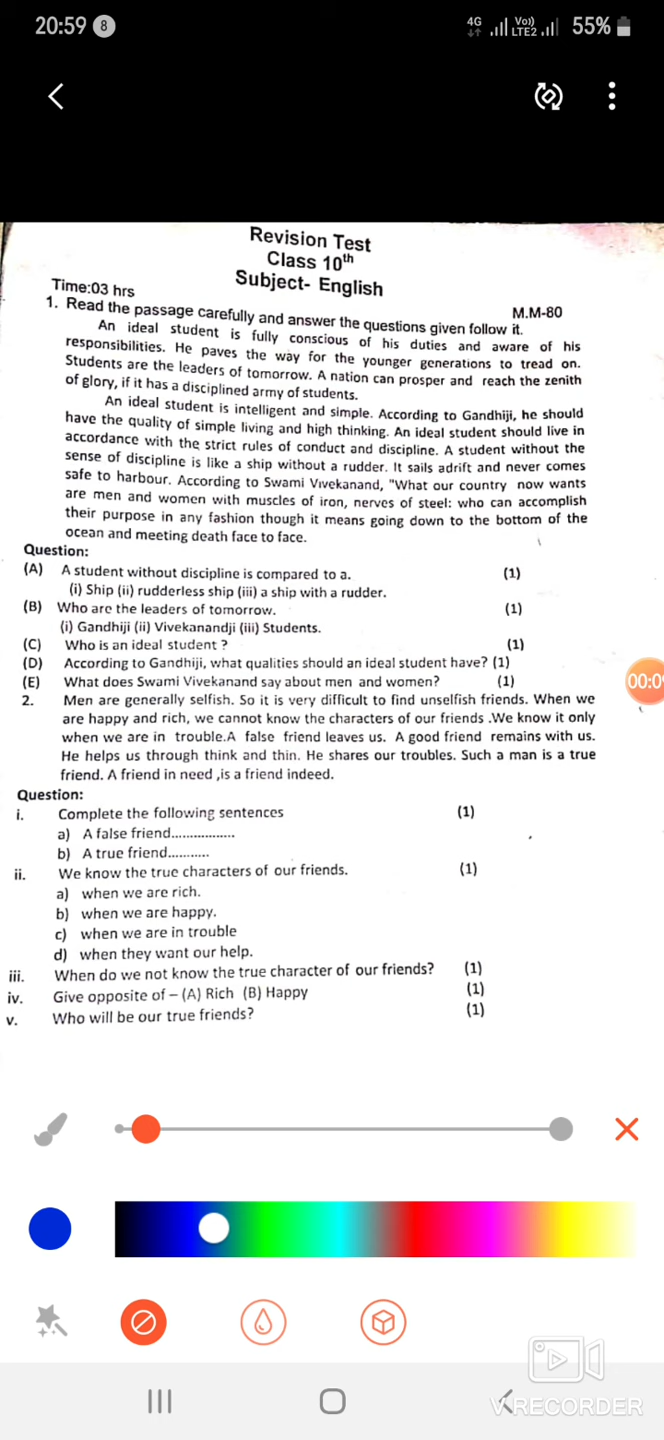 20:59 8 4G Vo)) LTE2 55%
Revision Test
Class 10th
Subject- English
Time:03 hrs
M.M-80
1. Read the passage carefully and answer the questions given follow it.
An ideal student is fully conscious of his duties and aware of his
responsibilities. He paves the way for the younger generations to tread on.
Students are the leaders of tomorrow. A nation can prosper and reach the zenith
of glory, if it has a disciplined army of students.
An ideal student is intelligent and simple. According to Gandhiji, he should
have the quality of simple living and high thinking. An ideal student should live in
accordance with the strict rules of conduct and discipline. A student without the
sense of discipline is like a ship without a rudder. It sails adrift and never comes
safe to harbour. According to Swami Vivekanand, "What our country now wants
are men and women with muscles of iron, nerves of steel: who can accomplish
their purpose in any fashion though it means going down to the bottom of the
ocean and meeting death face to face.
Question:
(A) A student without discipline is compared to a. (1)
(i) Ship (ii) rudderless ship (iii) a ship with a rudder.
(B) Who are the leaders of tomorrow. (1)
(i) Gandhiji (ii) Vivekanandji (iii) Students.
(C) Who is an ideal student ? (1)
(D) According to Gandhiji, what qualities should an ideal student have? (1)
(E) What does Swami Vivekanand say about men and women? (1)
00:0
2. Men are generally selfish. So it is very difficult to find unselfish friends. When we
are happy and rich, we cannot know the characters of our friends .We know it only
when we are in trouble.A false friend leaves us. A good friend remains with us.
He helps us through think and thin. He shares our troubles. Such a man is a true
friend. A friend in need ,is a friend indeed.
Question:
i. Complete the following sentences (1)
a) A false friend.................
b) A true friend...........
ii. We know the true characters of our friends. (1)
a) when we are rich.
b) when we are happy.
c) when we are in trouble
d) when they want our help.
iii. When do we not know the true character of our friends? (1)
iv. Give opposite of – (A) Rich (B) Happy (1)
v. Who will be our true friends? (1)
V RECORDER